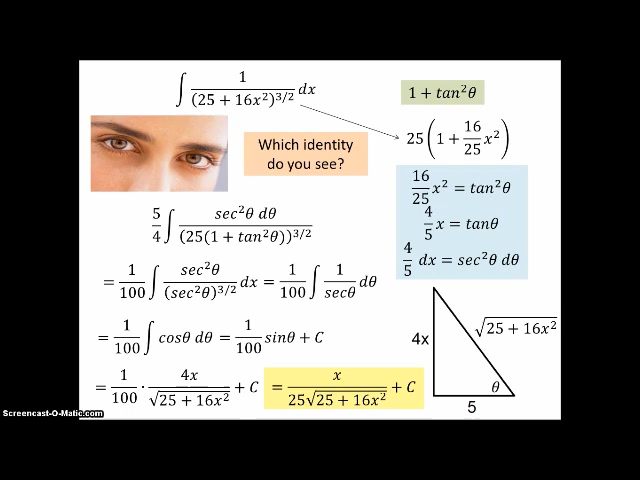 ∫ 1/(25 + 16x²)^{3/2} dx
1 + tan²θ
25(1 + 16/25 x²)
Which identity
do you see?
16/25 x² = tan²θ
4/5 x = tanθ
4/5 dx = sec²θ dθ
5/4 ∫ sec²θ dθ/(25(1 + tan²θ))^{3/2}
= 1/100 ∫ sec²θ/(sec²θ)^{3/2} dx = 1/100 ∫ 1/secθ dθ
= 1/100 ∫ cosθ dθ = 1/100 sinθ + C
= 1/100 · 4x/√(25 + 16x²) + C = x/(25√(25 + 16x²)) + C
4x
√(25 + 16x²)
θ
5
Screencast-O-Matic.com